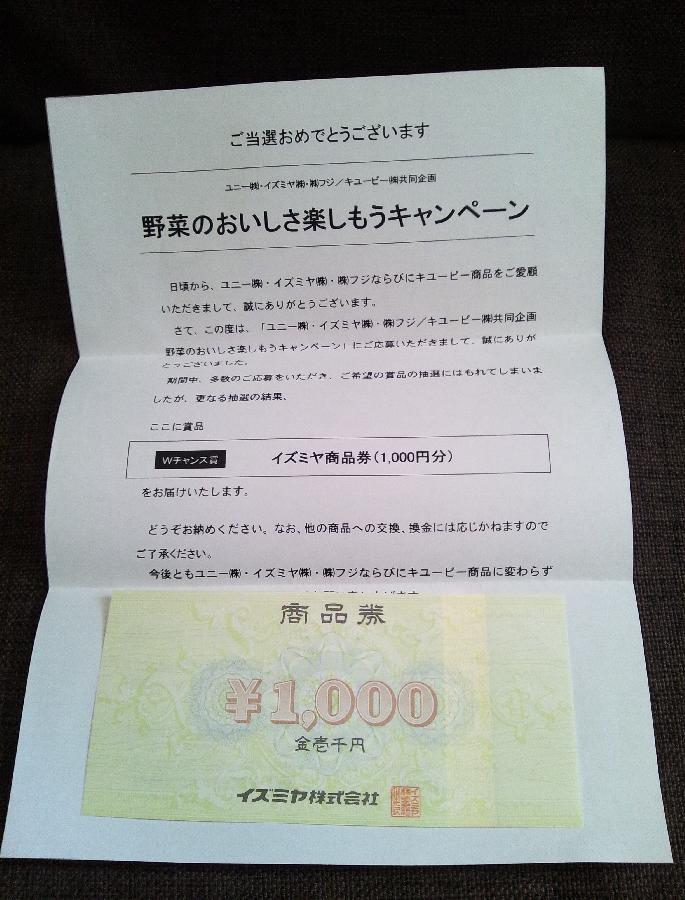 ご当選おめでとうございます
ユニー㈱・イズミヤ㈱・㈱フジ／キユーピー㈱共同企画
野菜のおいしさ楽しもうキャンペーン
日頃から、ユニー㈱・イズミヤ㈱・㈱フジならびにキユーピー商品をご愛顧
いただきまして、誠にありがとうございます。
さて、この度は、「ユニー㈱・イズミヤ㈱・㈱フジ／キユーピー㈱共同企画
野菜のおいしさ楽しもうキャンペーン」にご応募いただきまして、誠にありが
とうございました。
期間中、多数のご応募をいただき、ご希望の賞品の抽選にはもれてしまいま
したが、更なる抽選の結果、
ここに賞品
Wチャンス賞 イズミヤ商品券（1,000円分）
をお届けいたします。
どうぞお納めください。なお、他の商品への交換、換金には応じかねますので
ご了承ください。
今後ともユニー㈱・イズミヤ㈱・㈱フジならびにキユーピー商品に変わらず
商品券
¥1,000
金壱千円
イズミヤ株式会社